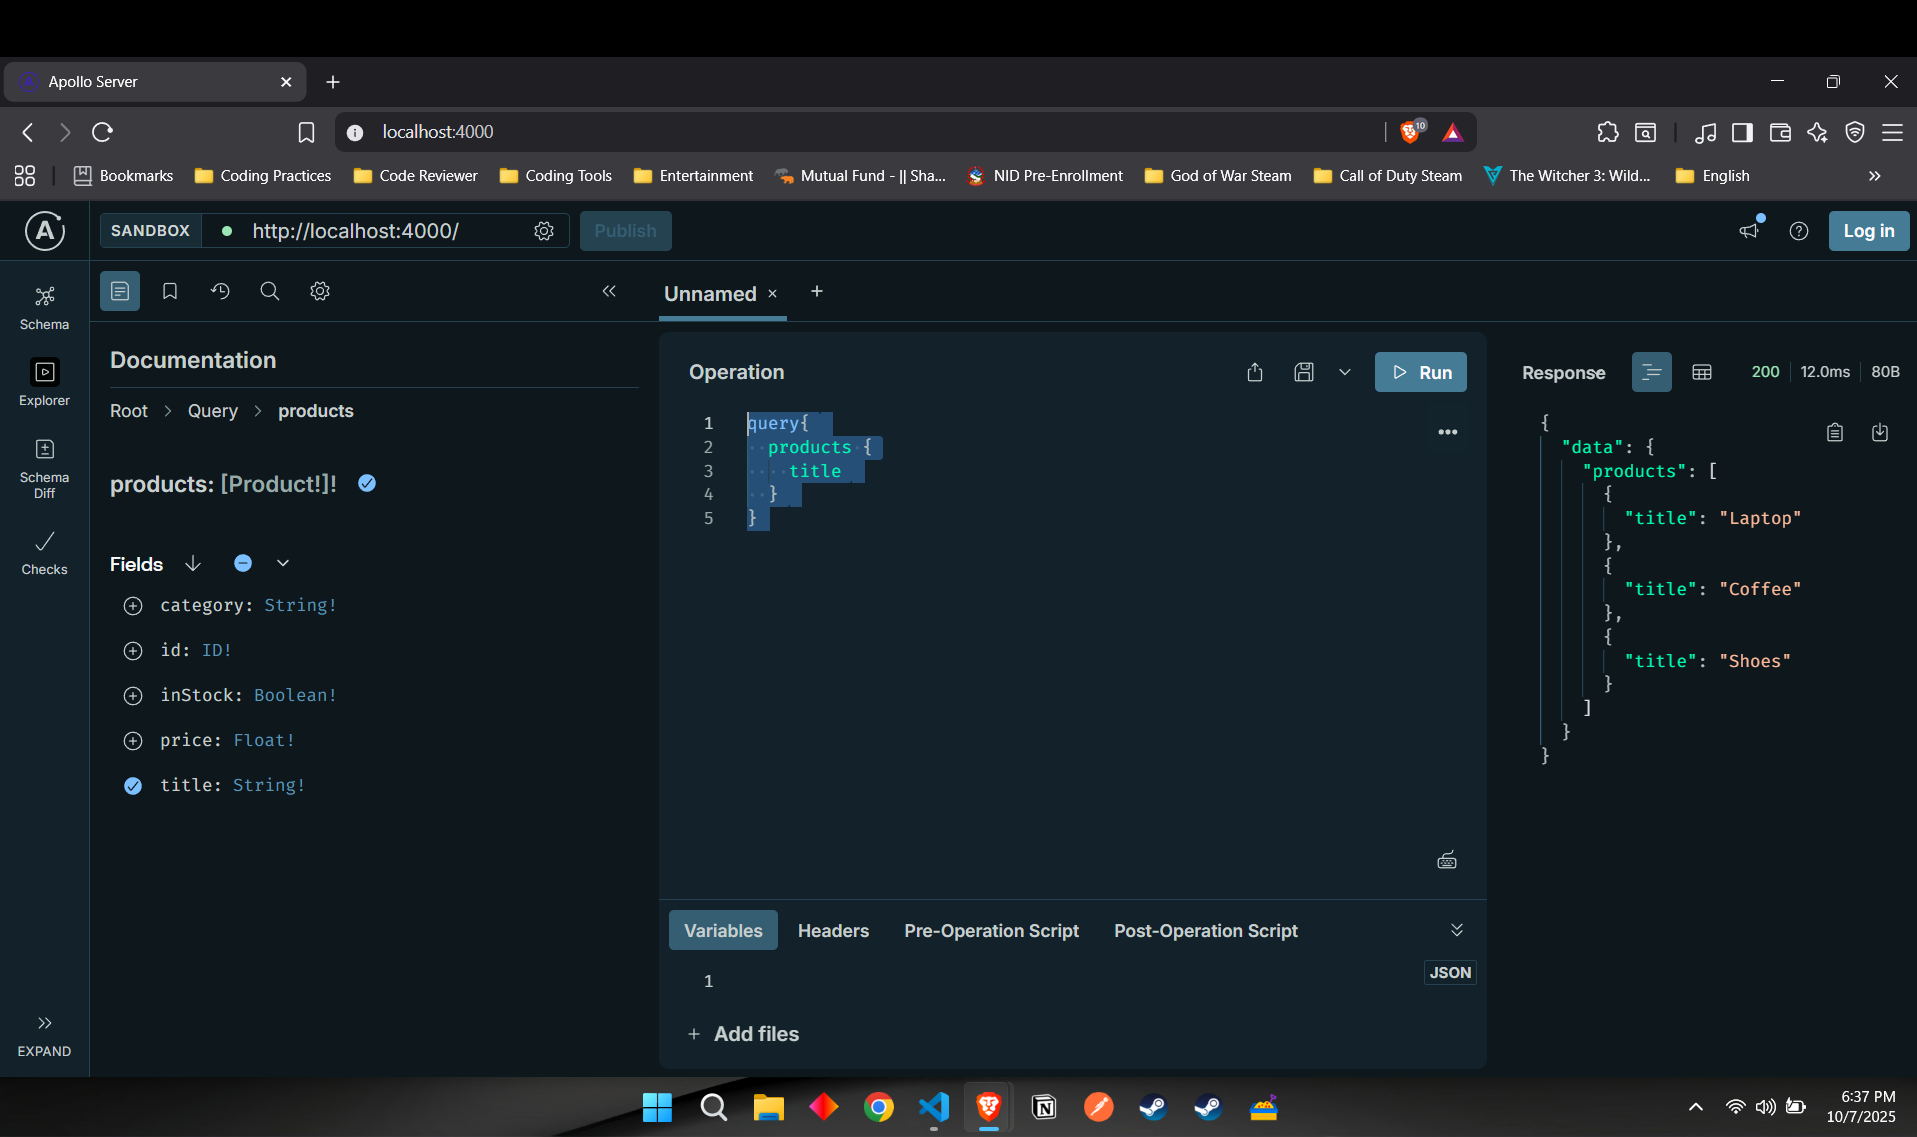 Apollo Server
localhost:4000
10
Bookmarks
Coding Practices
Code Reviewer
Coding Tools
Entertainment
Mutual Fund - || Sha...
NID Pre-Enrollment
God of War Steam
Call of Duty Steam
The Witcher 3: Wild...
English
SANDBOX
http://localhost:4000/
Publish
Log in
Schema
Explorer
Schema
Diff
Checks
EXPAND
Documentation
Root > Query > products
products: [Product!]!
Fields
category: String!
id: ID!
inStock: Boolean!
price: Float!
title: String!
Unnamed
Operation
Run
1 query{
2 products {
3 title
4 }
5 }
Variables
Headers
Pre-Operation Script
Post-Operation Script
1
JSON
+ Add files
Response
200
12.0ms
80B
{
"data": {
"products": [
{
"title": "Laptop"
},
{
"title": "Coffee"
},
{
"title": "Shoes"
}
]
}
}
6:37 PM
10/7/2025